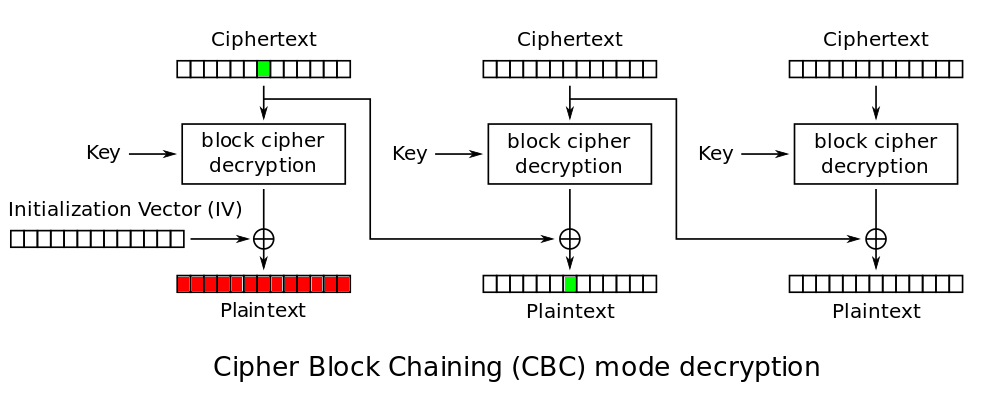 Ciphertext
Ciphertext
Ciphertext
Key
block cipher
decryption
Key
block cipher
decryption
Key
block cipher
decryption
Initialization Vector (IV)
Plaintext
Plaintext
Plaintext
Cipher Block Chaining (CBC) mode decryption